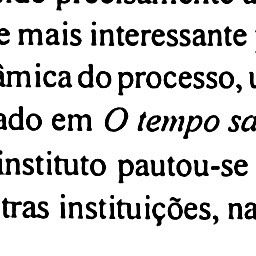 e mais interessante
âmica do processo,
ado em O tempo sa
instituto pautou-se
tras instituições, na